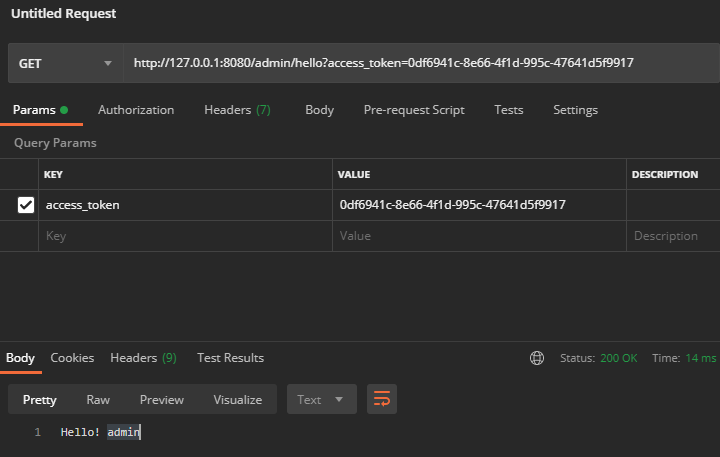 Untitled Request
GET http://127.0.0.1:8080/admin/hello?access_token=0df6941c-8e66-4f1d-995c-47641d5f9917
Params Authorization Headers (7) Body Pre-request Script Tests Settings
Query Params
KEY VALUE DESCRIPTION
access_token 0df6941c-8e66-4f1d-995c-47641d5f9917
Key Value Description
Body Cookies Headers (9) Test Results Status: 200 OK Time: 14 ms
Pretty Raw Preview Visualize Text
1 Hello! admin